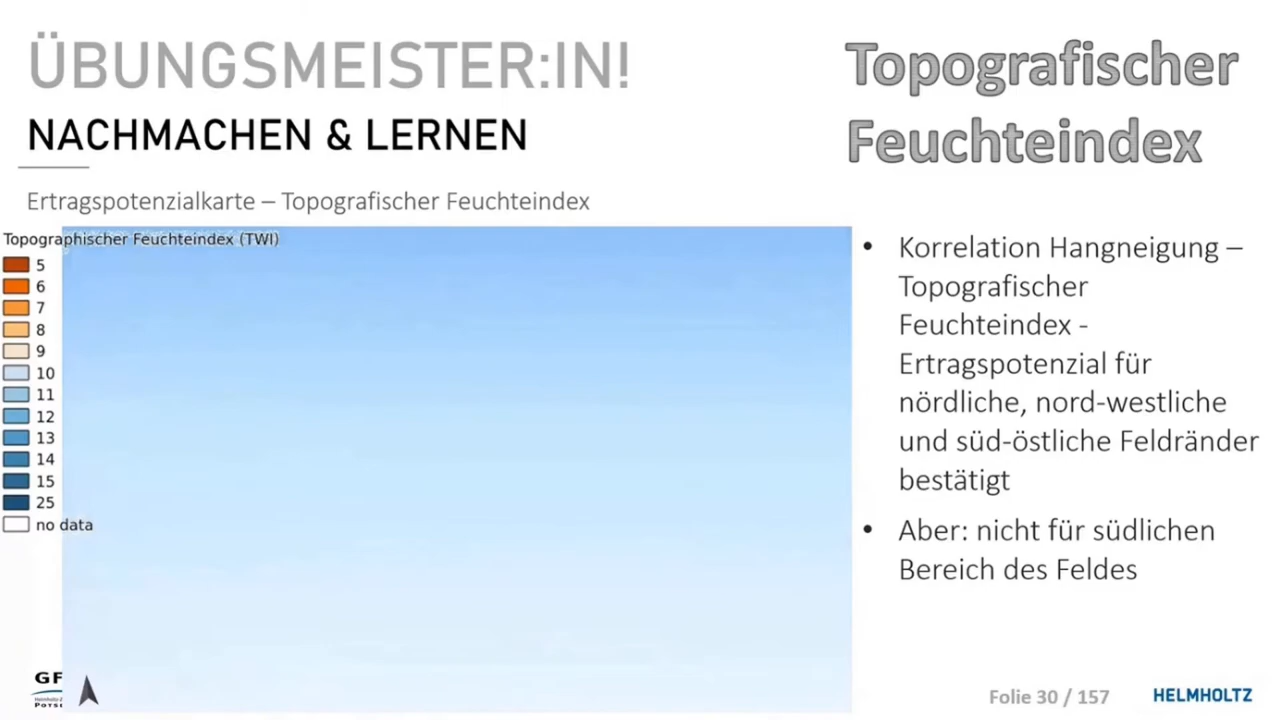 ÜBUNGSMEISTER:IN!
NACHMACHEN & LERNEN
Topografischer
Feuchteindex
Ertragspotenzialkarte – Topografischer Feuchteindex
Topographischer Feuchteindex (TWI)
5
6
7
8
9
10
11
12
13
14
15
25
no data
• Korrelation Hangneigung –
Topografischer
Feuchteindex -
Ertragspotenzial für
nördliche, nord-westliche
und süd-östliche Feldränder
bestätigt
• Aber: nicht für südlichen
Bereich des Feldes
GF
Folie 30 / 157
HELMHOLTZ